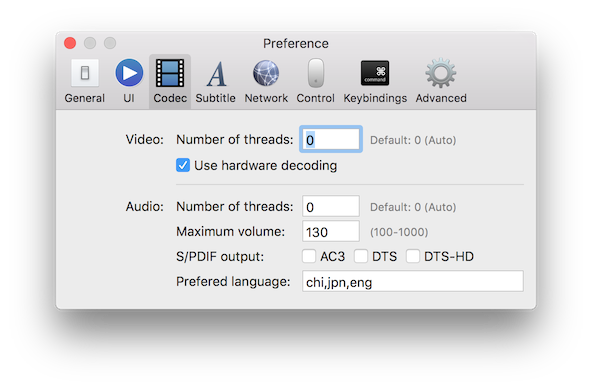 Preference
General UI Codec A Subtitle Network Control ⌘ command Keybindings Advanced
Video: Number of threads: 0 Default: 0 (Auto)
Use hardware decoding
Audio: Number of threads: 0 Default: 0 (Auto)
Maximum volume: 130 (100-1000)
S/PDIF output: AC3 DTS DTS-HD
Prefered language: chi,jpn,eng